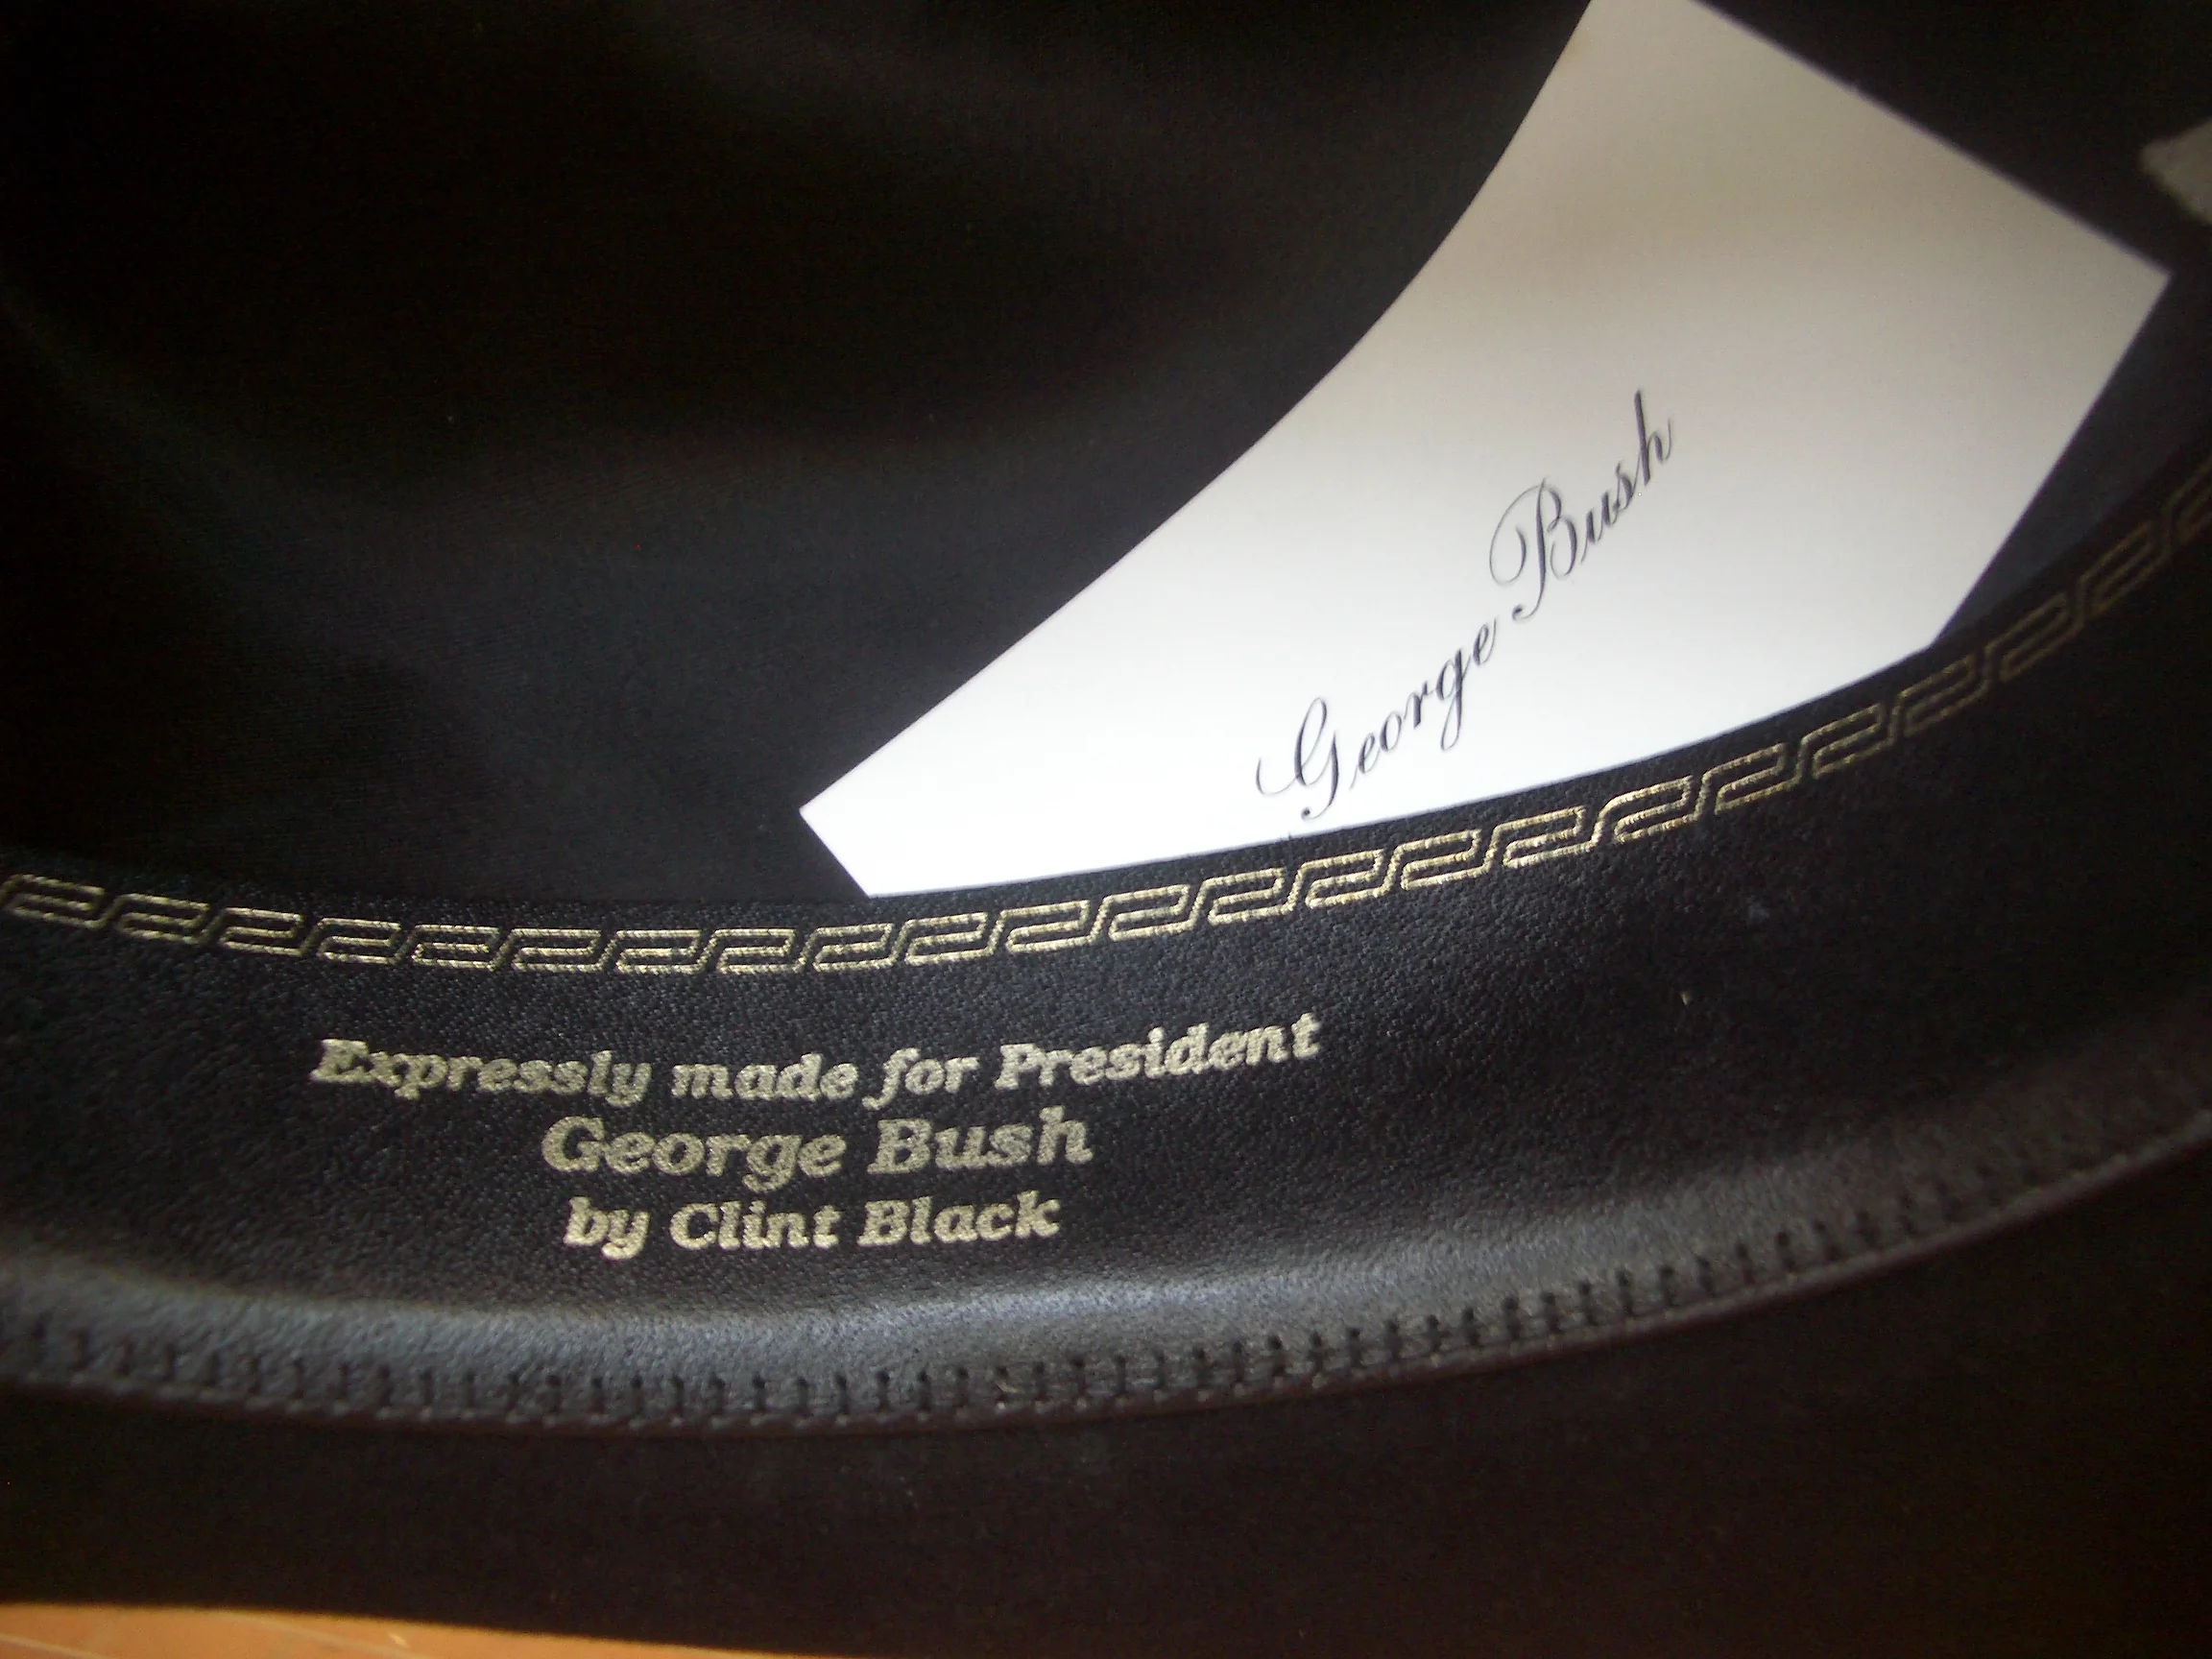 George Bush
Expressly made for President
George Bush
by Clint Black